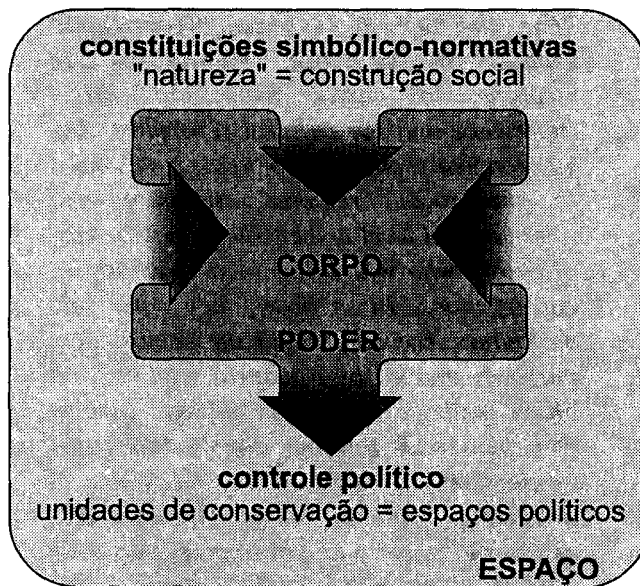 constituições simbólico-normativas
"natureza" = construção social
CORPO
PODER
controle político
unidades de conservação = espaços políticos
ESPAÇO